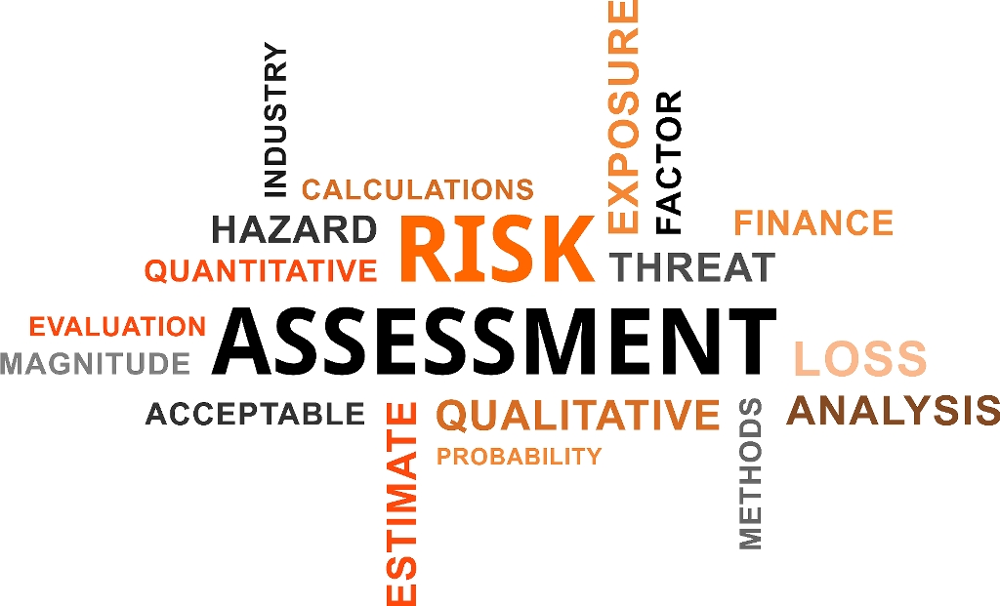 EXPOSURE
INDUSTRY
FACTOR
CALCULATIONS
HAZARD
RISK
FINANCE
QUANTITATIVE
THREAT
EVALUATION
ASSESSMENT
MAGNITUDE
LOSS
ACCEPTABLE
ESTIMATE
QUALITATIVE
METHODS
ANALYSIS
PROBABILITY